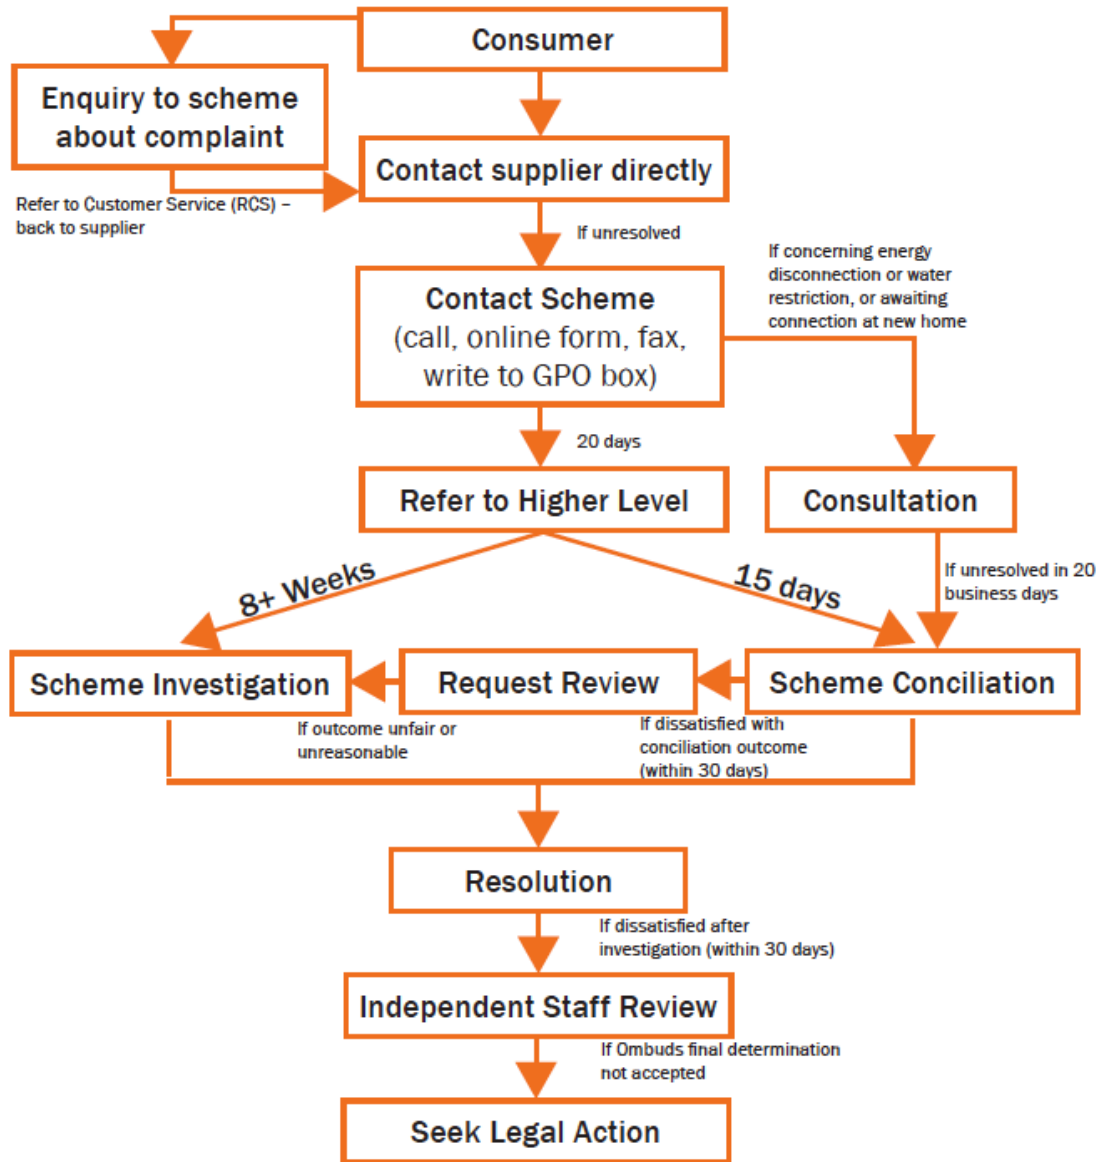 Consumer
Enquiry to scheme
about complaint
Contact supplier directly
Refer to Customer Service (RCS) –
back to supplier
If unresolved
If concerning energy
disconnection or water
restriction, or awaiting
connection at new home
Contact Scheme
(call, online form, fax,
write to GPO box)
20 days
Refer to Higher Level
Consultation
8+ Weeks
15 days
If unresolved in 20
business days
Scheme Investigation
Request Review
Scheme Conciliation
If outcome unfair or
unreasonable
If dissatisfied with
conciliation outcome
(within 30 days)
Resolution
If dissatisfied after
investigation (within 30 days)
Independent Staff Review
If Ombuds final determination
not accepted
Seek Legal Action